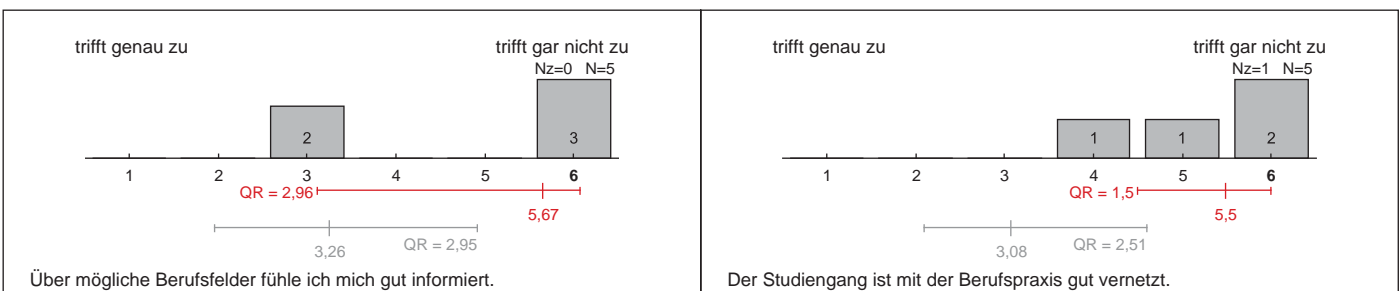 trifft genau zu trifft gar nicht zu
Nz=0 N=5
2 3
1 2 3 4 5 6
QR = 2,96
5,67
3,26 QR = 2,95
Über mögliche Berufsfelder fühle ich mich gut informiert.
trifft genau zu trifft gar nicht zu
Nz=1 N=5
1 1 2
1 2 3 4 5 6
QR = 1,5
5,5
3,08 QR = 2,51
Der Studiengang ist mit der Berufspraxis gut vernetzt.